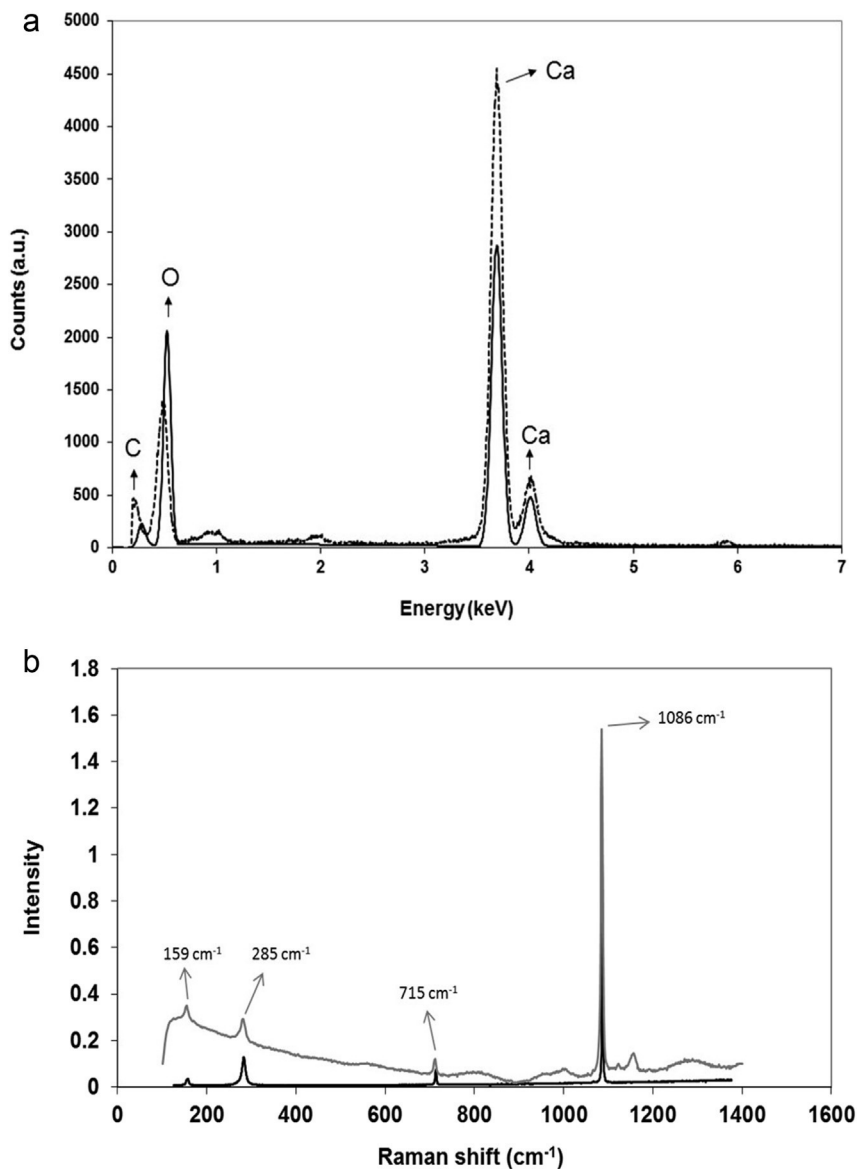 a
5000
4500
4000
3500
3000
2500
2000
1500
1000
500
0
Counts (a.u.)
Ca
O
C
Ca
0 1 2 3 4 5 6 7
Energy (keV)
b
1.8
1.6
1.4
1.2
1
0.8
0.6
0.4
0.2
0
Intensity
1086 cm⁻¹
159 cm⁻¹
285 cm⁻¹
715 cm⁻¹
0 200 400 600 800 1000 1200 1400 1600
Raman shift (cm⁻¹)